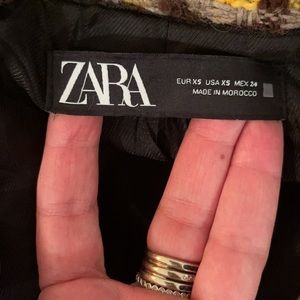 ZARA
EUR XS USA XS MEX 24
MADE IN MOROCCO